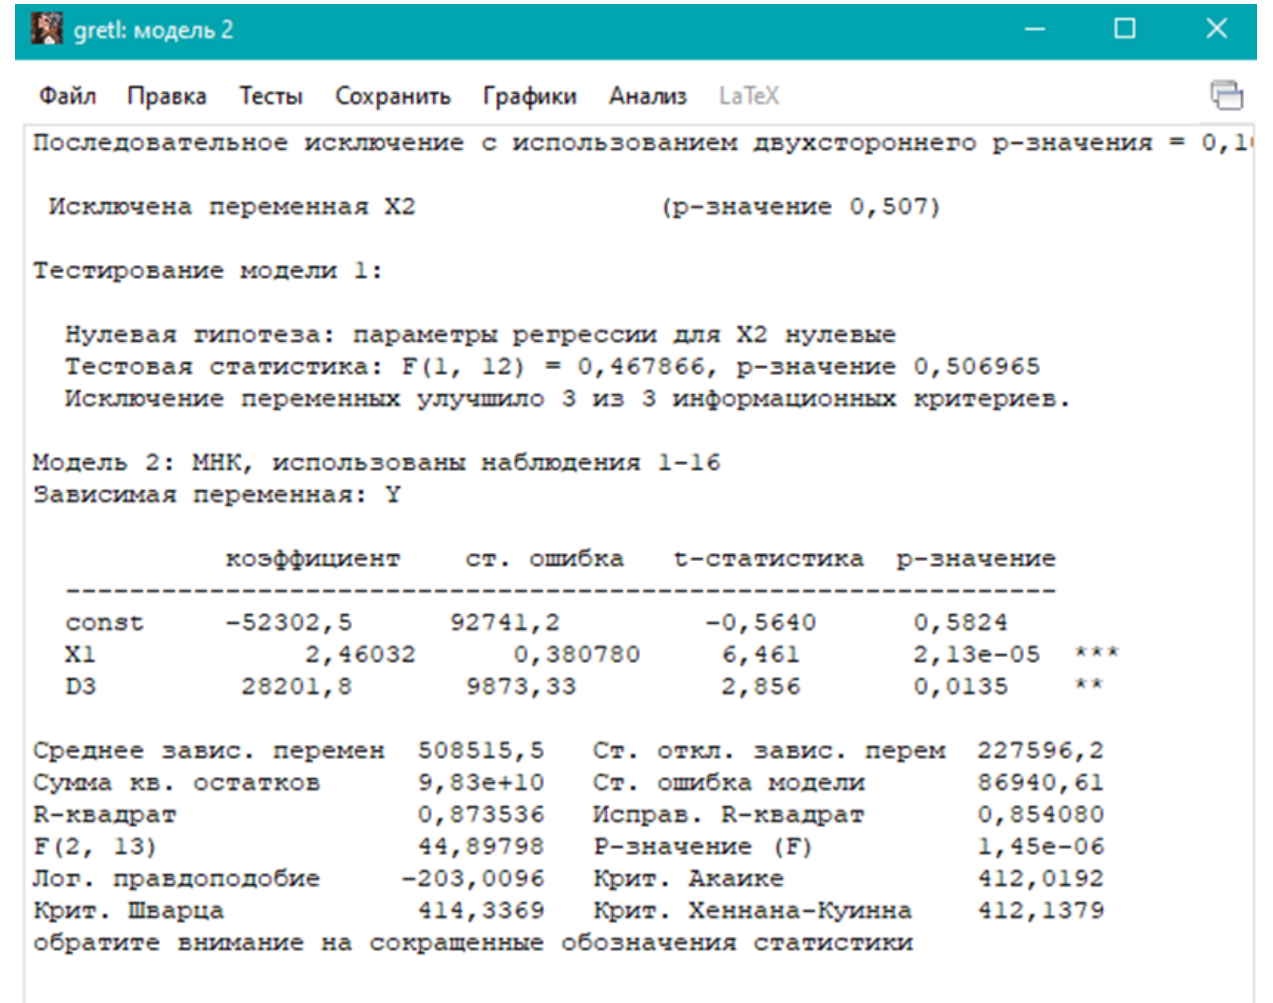 gretl: модель 2
Файл Правка Тесты Сохранить Графики Анализ LaTeX
Последовательное исключение с использованием двухстороннего p-значения = 0,1
Исключена переменная X2 (p-значение 0,507)
Тестирование модели 1:
Нулевая гипотеза: параметры регрессии для X2 нулевые
Тестовая статистика: F(1, 12) = 0,467866, p-значение 0,506965
Исключение переменных улучшило 3 из 3 информационных критериев.
Модель 2: МНК, использованы наблюдения 1-16
Зависимая переменная: Y
коэффициент ст. ошибка t-статистика p-значение
---------------------------------------------------------------
const -52302,5 92741,2 -0,5640 0,5824
X1 2,46032 0,380780 6,461 2,13e-05 ***
D3 28201,8 9873,33 2,856 0,0135 **
Среднее завис. перемен 508515,5 Ст. откл. завис. перем 227596,2
Сумма кв. остатков 9,83e+10 Ст. ошибка модели 86940,61
R-квадрат 0,873536 Исправ. R-квадрат 0,854080
F(2, 13) 44,89798 P-значение (F) 1,45e-06
Лог. правдоподобие -203,0096 Крит. Акаике 412,0192
Крит. Шварца 414,3369 Крит. Хеннана-Куинна 412,1379
обратите внимание на сокращенные обозначения статистики